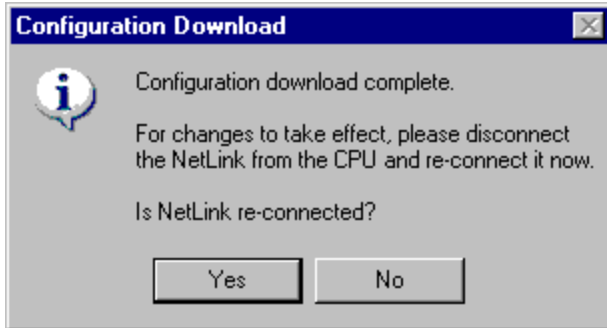 Configuration Download
Configuration download complete.
For changes to take effect, please disconnect
the NetLink from the CPU and re-connect it now.
Is NetLink re-connected?
Yes
No